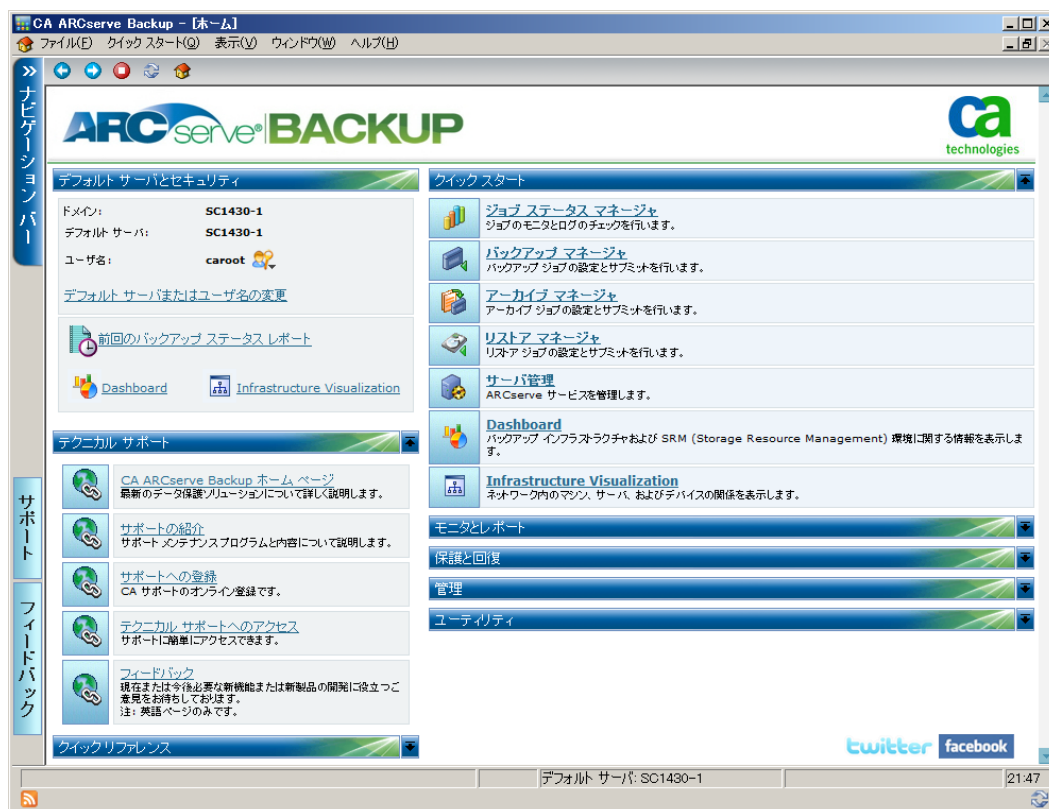 CA ARCserve Backup - [ホーム]
ファイル(F) クイック スタート(Q) 表示(V) ウィンドウ(W) ヘルプ(H)
ナビゲーション バー
サポート
フィードバック
ARCserve® BACKUP
ca
technologies
デフォルト サーバとセキュリティ
ドメイン: SC1430-1
デフォルト サーバ: SC1430-1
ユーザ名: caroot
デフォルト サーバまたはユーザ名の変更
前回のバックアップ ステータス レポート
Dashboard
Infrastructure Visualization
テクニカル サポート
CA ARCserve Backup ホーム ページ
最新のデータ保護ソリューションについて詳しく説明します。
サポートの紹介
サポート メンテナンス プログラムと内容について説明します。
サポートへの登録
CA サポートのオンライン登録です。
テクニカル サポートへのアクセス
サポートに簡単にアクセスできます。
フィードバック
現在または今後必要な新機能または新製品の開発に役立つご
意見をお待ちしております。
注: 英語ページのみです。
クイック リファレンス
クイック スタート
ジョブ ステータス マネージャ
ジョブのモニタとログのチェックを行います。
バックアップ マネージャ
バックアップ ジョブの設定とサブミットを行います。
アーカイブ マネージャ
アーカイブ ジョブの設定とサブミットを行います。
リストア マネージャ
リストア ジョブの設定とサブミットを行います。
サーバ管理
ARCserve サービスを管理します。
Dashboard
バックアップ インフラストラクチャおよび SRM (Storage Resource Management) 環境に関する情報を表示しま
す。
Infrastructure Visualization
ネットワーク内のマシン、サーバ、およびデバイスの関係を表示します。
モニタとレポート
保護と回復
管理
ユーティリティ
twitter
facebook
デフォルト サーバ: SC1430-1
21:47